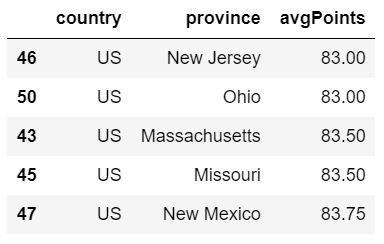 country province avgPoints
46 US New Jersey 83.00
50 US Ohio 83.00
43 US Massachusetts 83.50
45 US Missouri 83.50
47 US New Mexico 83.75